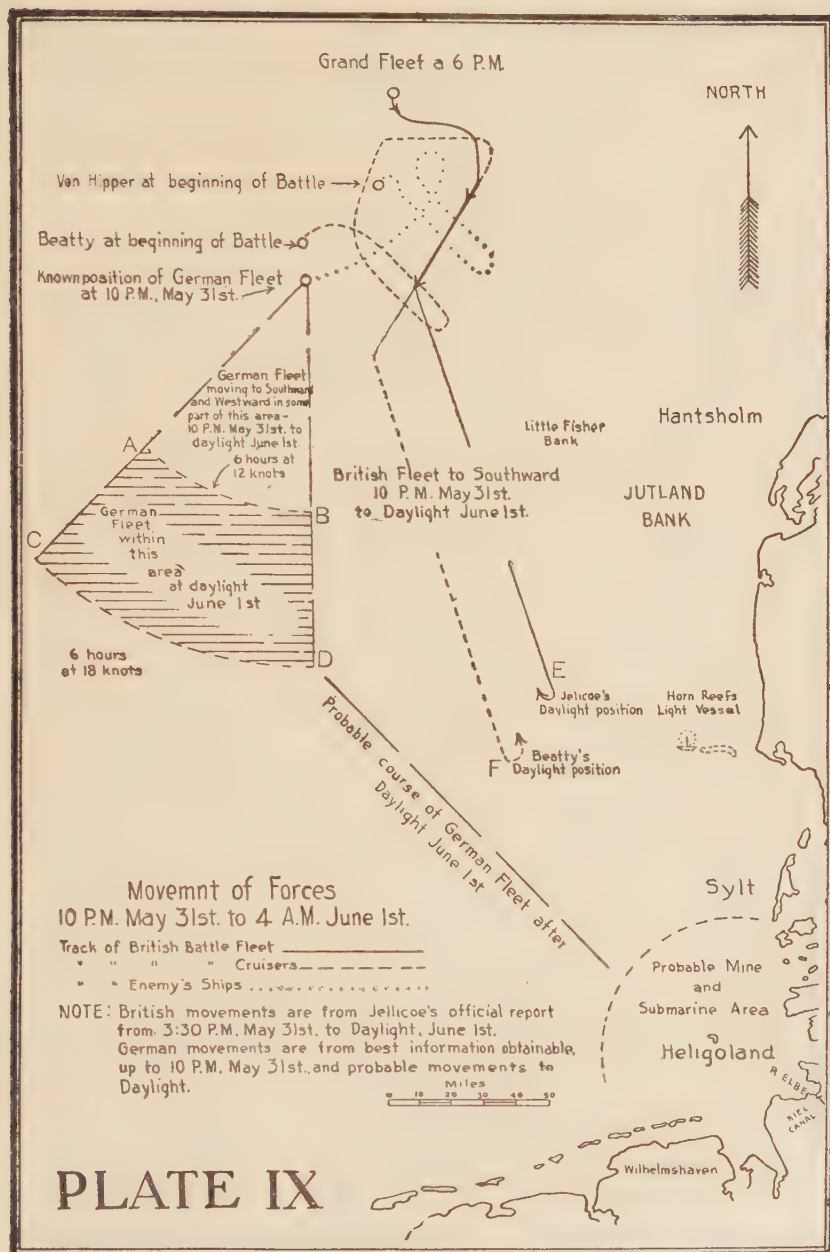 Grand Fleet a 6 P.M.
NORTH
Von Hipper at beginning of Battle
Beatty at beginning of Battle
Known position of German Fleet
at 10 P.M., May 31st.
German Fleet
moving to Southward
and Westward in some
part of this area-
10 P.M. May 31st. to
daylight June 1st.
6 hours at
12 knots
A
B
C
D
German
Fleet
within
this
area
at daylight
June 1st
6 hours
at 18 knots
Little Fisher
Bank
Hantsholm
JUTLAND
BANK
British Fleet to Southward
10 P.M. May 31st.
to Daylight June 1st.
E
Jelicoe's
Daylight position
Horn Reefs
Light Vessel
L
F
Beatty's
Daylight position
Probable course of German Fleet after
Daylight June 1st
Sylt
Probable Mine
and
Submarine Area
Heligoland
R. ELBE
KIEL
CANAL
Wilhelmshaven
Movemnt of Forces
10 P.M. May 31st. to 4 A.M. June 1st.
Track of British Battle Fleet
" " " " Cruisers
" " Enemy's Ships
NOTE: British movements are from Jellicoe's official report
from 3:30 P.M. May 31st. to Daylight, June 1st.
German movements are from best information obtainable,
up to 10 P.M. May 31st., and probable movements to
Daylight.
Miles
0 10 20 30 40 50
PLATE IX